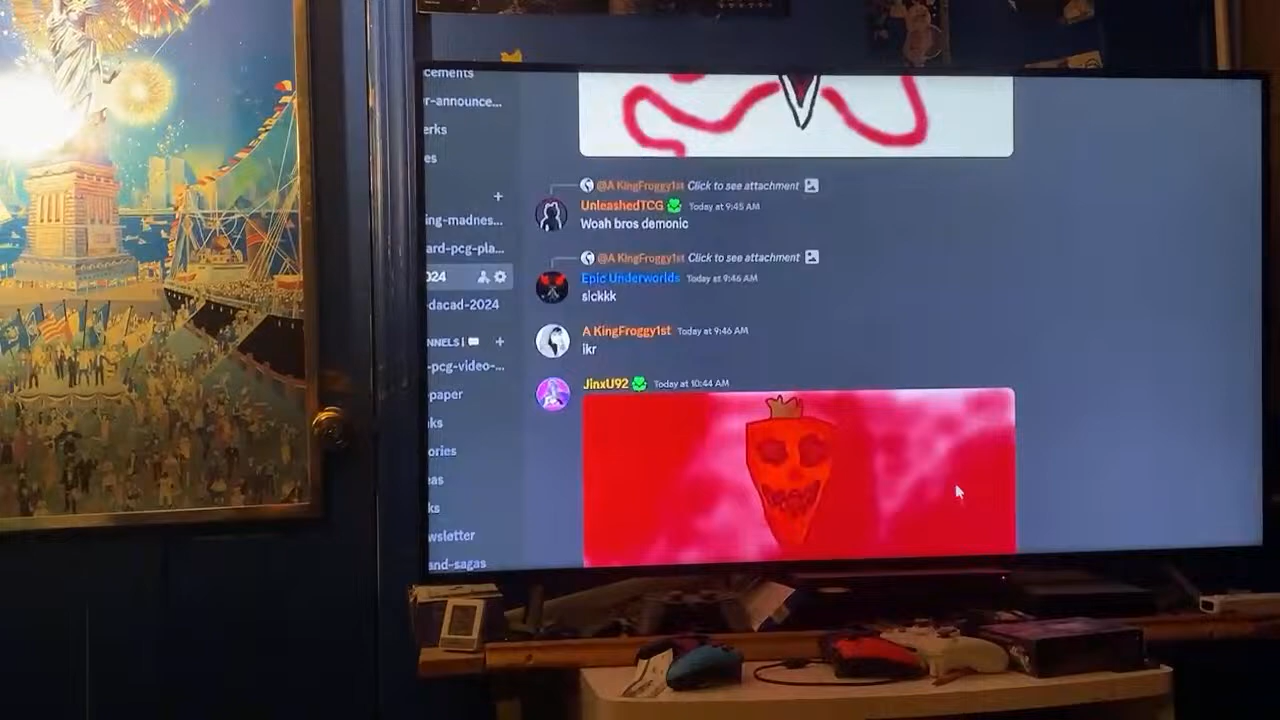 cements
r-announce...
erks
es
ing-madnes...
ard-pcg-pla...
024
-dacad-2024
NNELS |
-pcg-video-...
paper
ks
ories
eas
ks
wsletter
and-sagas
@A KingFroggy1st Click to see attachment
UnleashedTCG Today at 9:45 AM
Woah bros demonic
@A KingFroggy1st Click to see attachment
Epic Underworlds Today at 9:46 AM
sickkk
A KingFroggy1st Today at 9:46 AM
ikr
JinxU92 Today at 10:44 AM